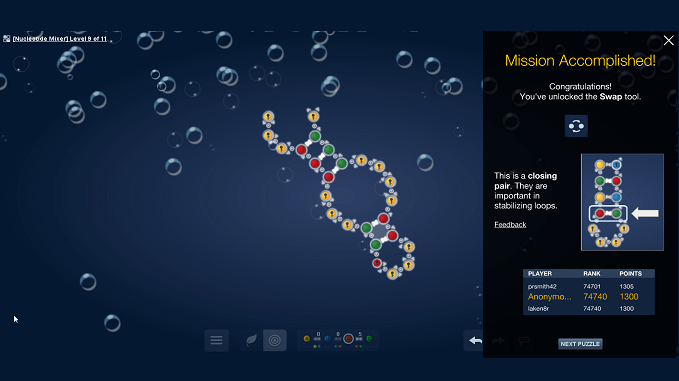 [Nucleotide Mixer] Level 9 of 11
Mission Accomplished!
Congratulations!
You've unlocked the Swap tool.
This is a closing
pair. They are
important in
stabilizing loops.
Feedback
PLAYER RANK POINTS
prsmith42 74701 1305
Anonymo... 74740 1300
laken8r 74740 1300
0 0 5
NEXT PUZZLE